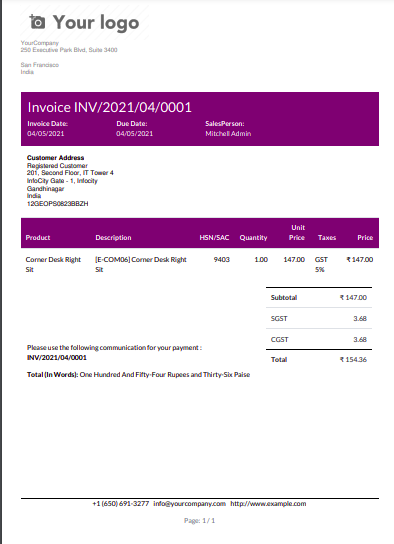 Your logo
YourCompany
250 Executive Park Blvd, Suite 3400
San Francisco
India
Invoice INV/2021/04/0001
Invoice Date: Due Date: SalesPerson:
04/05/2021 04/05/2021 Mitchell Admin
Customer Address
Registered Customer
201, Second Floor, IT Tower 4
InfoCity Gate - 1, Infocity
Gandhinagar
India
12GEOPS0823BBZH
Unit
Product Description HSN/SAC Quantity Price Taxes Price
Corner Desk Right [E-COM06] Corner Desk Right 9403 1.00 147.00 GST ₹ 147.00
Sit Sit 5%
Subtotal ₹ 147.00
SGST 3.68
CGST 3.68
Please use the following communication for your payment :
INV/2021/04/0001
Total ₹ 154.36
Total (In Words): One Hundred And Fifty-Four Rupees and Thirty-Six Paise
+1 (650) 691-3277 info@yourcompany.com http://www.example.com
Page: 1 / 1